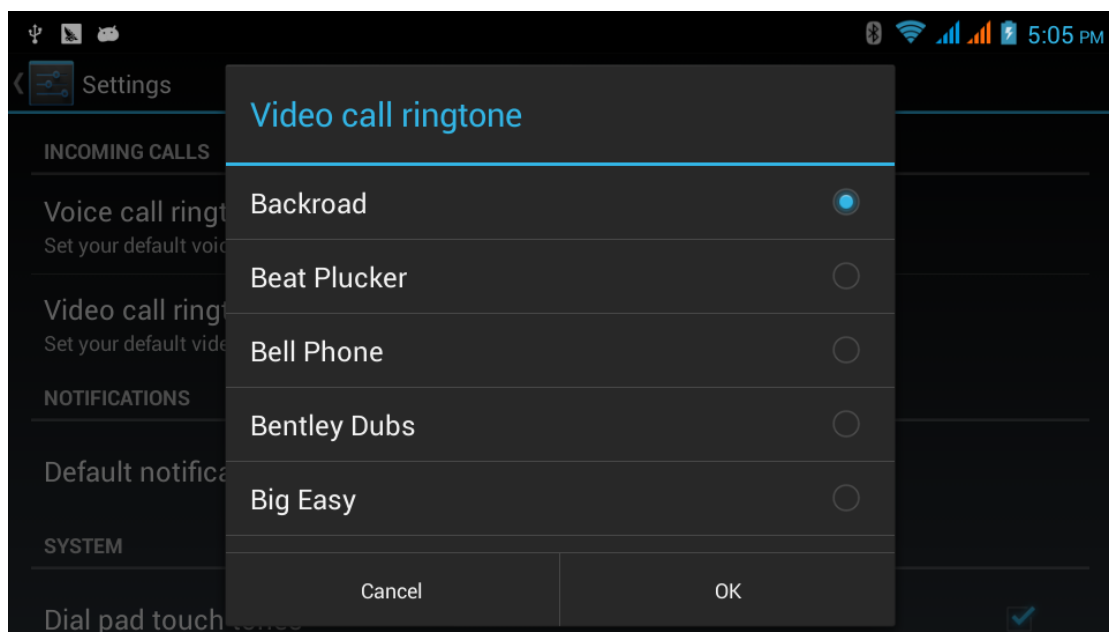 5:05 PM
Settings
Video call ringtone
INCOMING CALLS
Voice call ringt
Set your default voic
Video call ringt
Set your default vide
NOTIFICATIONS
Default notifica
SYSTEM
Dial pad touch tones
Backroad
Beat Plucker
Bell Phone
Bentley Dubs
Big Easy
Cancel
OK